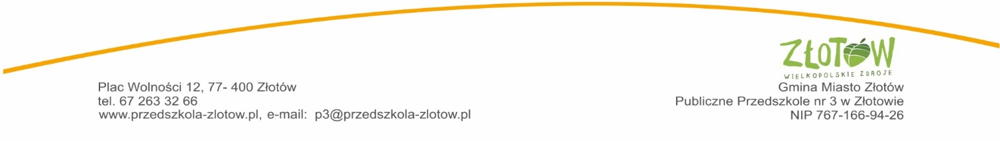 Plac Wolności 12, 77- 400 Złotów
tel. 67 263 32 66
www.przedszkola-zlotow.pl, e-mail: p3@przedszkola-zlotow.pl
ZŁOTÓW
WIELKOPOLSKIE ZDROJE
Gmina Miasto Złotów
Publiczne Przedszkole nr 3 w Złotowie
NIP 767-166-94-26